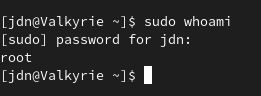 [jdn@Valkyrie ~]$ sudo whoami
[sudo] password for jdn:
root
[jdn@Valkyrie ~]$